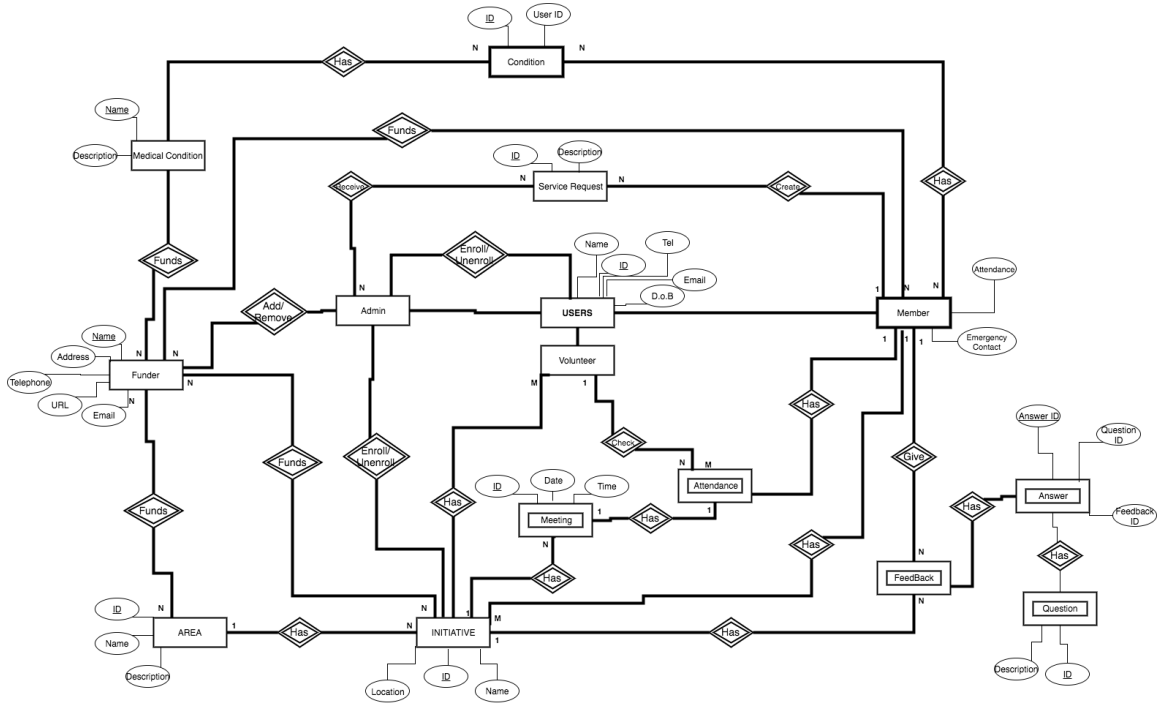 ID
User ID
N
N
Has
Condition
Name
Funds
Description
Medical Condition
ID
Description
Receive
N
Service Request
N
Create
Has
Enroll/
Unenroll
Name
Tel
ID
Email
D.o.B
Funds
Attendance
N
1
N
N
Add/
Remove
Admin
USERS
Member
Name
Address
N
N
1
1
1
Emergency
Contact
Volunteer
Telephone
Funder
N
M
1
URL
Email
N
Has
Answer ID
Question
ID
Check
Enroll/
Unenroll
Give
Funds
N
M
ID
Date
Time
Attendance
Has
Answer
Has
Funds
Meeting
1
Has
1
Feedback
ID
N
Has
Has
N
Has
FeedBack
ID
N
N
1
M
N
Question
1
AREA
Has
N
INITIATIVE
1
Has
Name
Description
Location
ID
Name
Description
ID